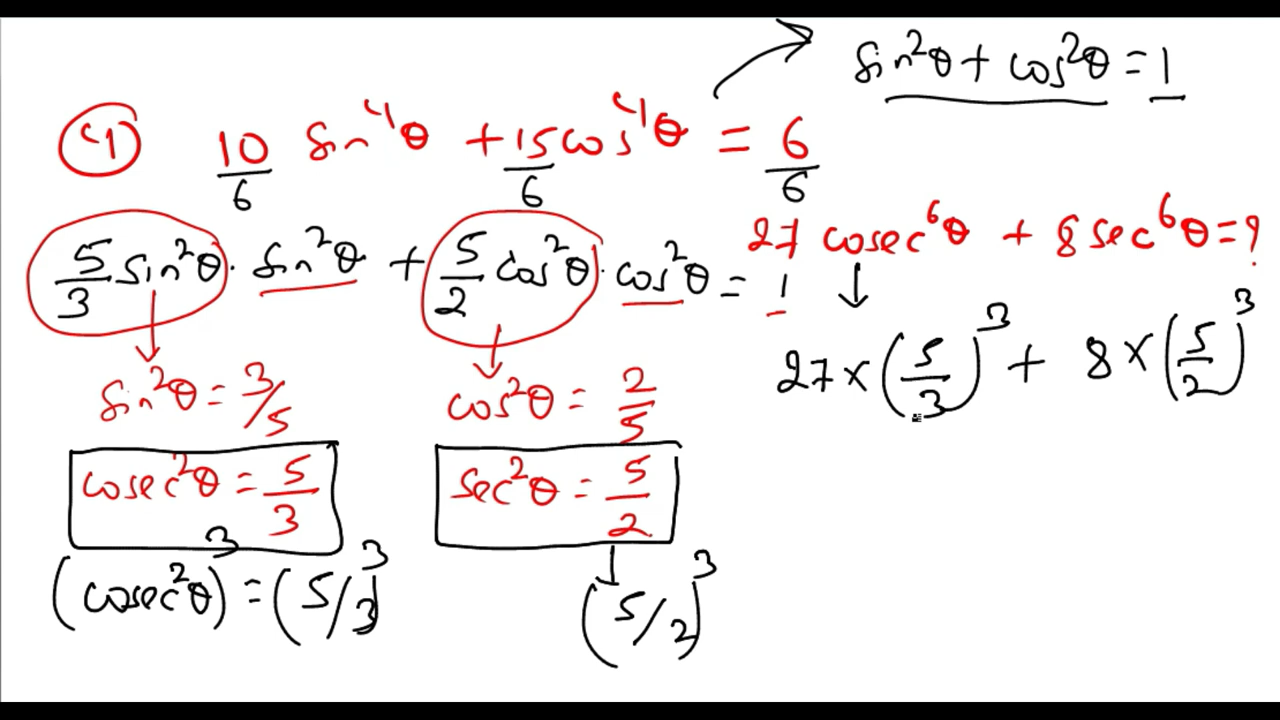 sin²θ + cos²θ = 1
④ 10/6 sin⁴θ + 15/6 cos⁴θ = 6/6
27 cosec⁶θ + 8 sec⁶θ = ?
5/3 sin²θ · sin²θ + 5/2 cos²θ · cos²θ = 1
27 × (5/3)³ + 8 × (5/2)³
sin²θ = 3/5 cos²θ = 2/5
cosec²θ = 5/3 sec²θ = 5/2
(cosec²θ)³ = (5/3)³ (5/2)³